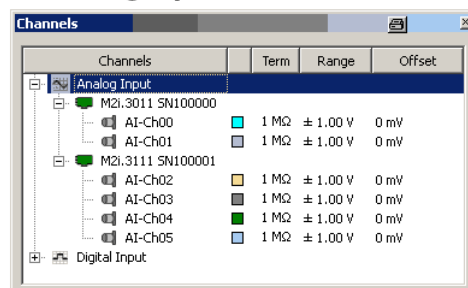 Channels
Channels Term Range Offset
Analog Input
M2i.3011 SN100000
AI-Ch00 1 MΩ ± 1.00 V 0 mV
AI-Ch01 1 MΩ ± 1.00 V 0 mV
M2i.3111 SN100001
AI-Ch02 1 MΩ ± 1.00 V 0 mV
AI-Ch03 1 MΩ ± 1.00 V 0 mV
AI-Ch04 1 MΩ ± 1.00 V 0 mV
AI-Ch05 1 MΩ ± 1.00 V 0 mV
Digital Input